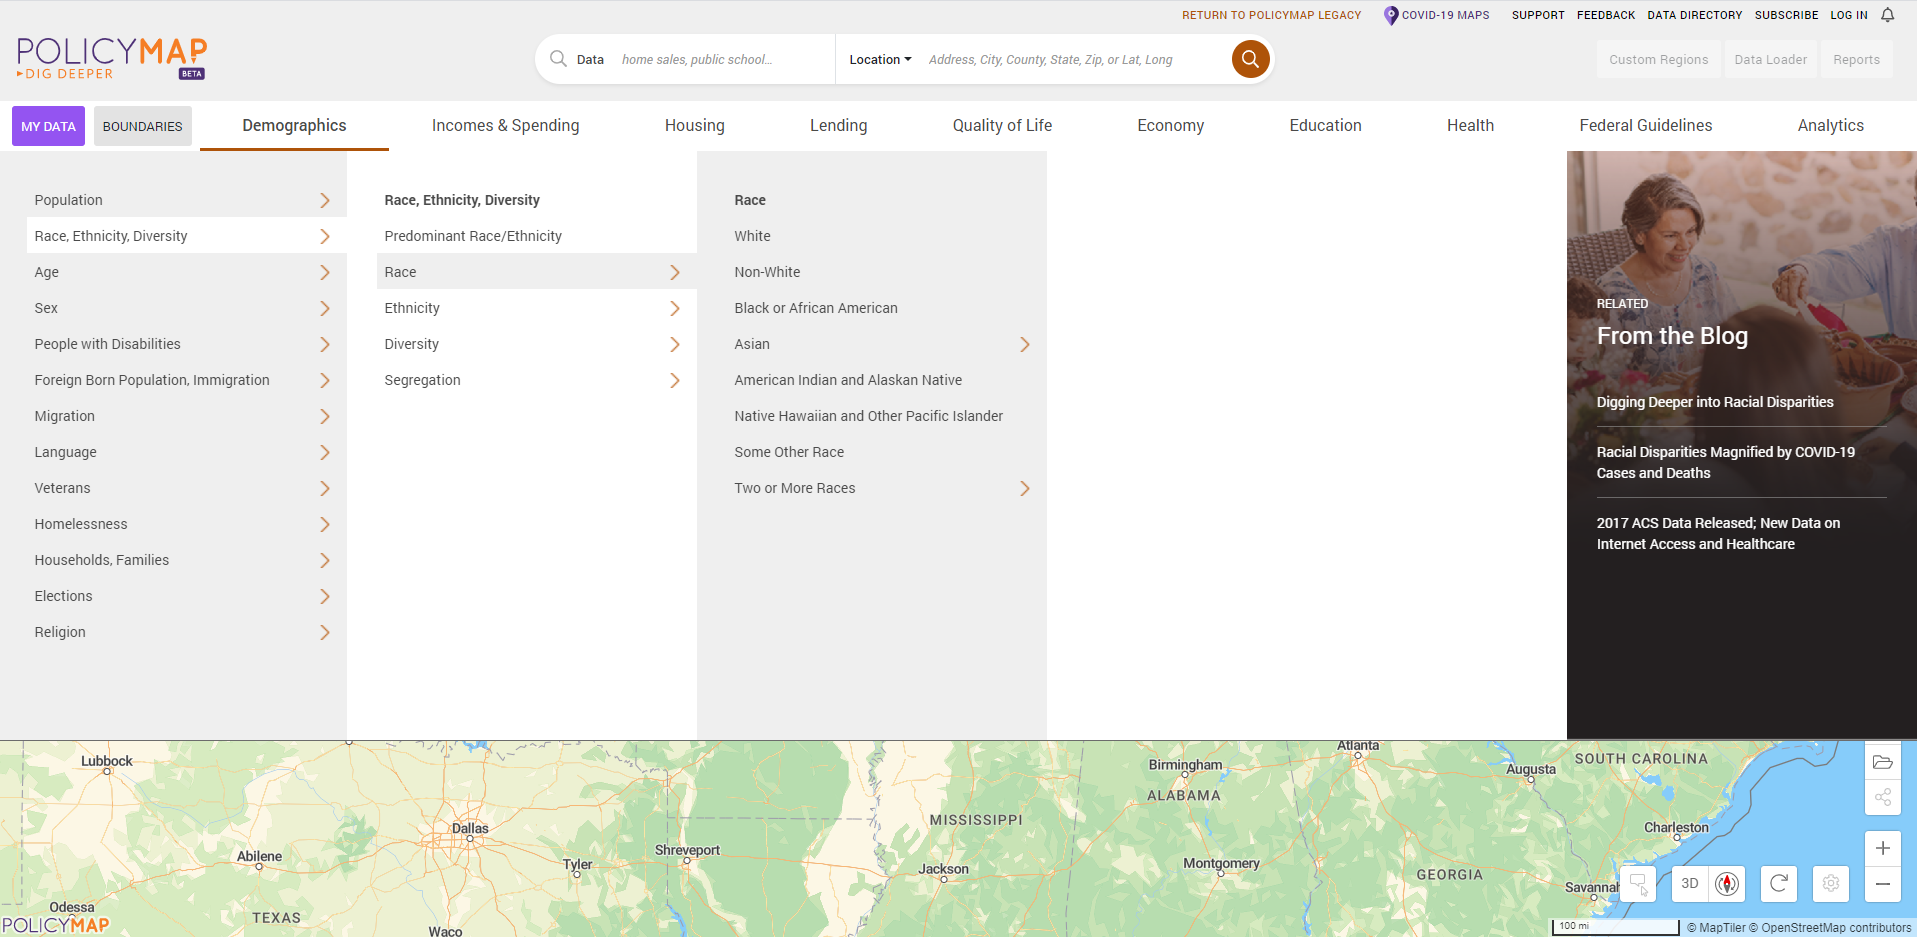 RETURN TO POLICYMAP LEGACY COVID-19 MAPS SUPPORT FEEDBACK DATA DIRECTORY SUBSCRIBE LOG IN
POLICYMAP
DIG DEEPER BETA
Data home sales, public school... Location Address, City, County, State, Zip, or Lat, Long
Custom Regions Data Loader Reports
MY DATA BOUNDARIES Demographics Incomes & Spending Housing Lending Quality of Life Economy Education Health Federal Guidelines Analytics
Population
Race, Ethnicity, Diversity
Age
Sex
People with Disabilities
Foreign Born Population, Immigration
Migration
Language
Veterans
Homelessness
Households, Families
Elections
Religion
Race, Ethnicity, Diversity
Predominant Race/Ethnicity
Race
Ethnicity
Diversity
Segregation
Race
White
Non-White
Black or African American
Asian
American Indian and Alaskan Native
Native Hawaiian and Other Pacific Islander
Some Other Race
Two or More Races
RELATED
From the Blog
Digging Deeper into Racial Disparities
Racial Disparities Magnified by COVID-19
Cases and Deaths
2017 ACS Data Released; New Data on
Internet Access and Healthcare
Lubbock
Atlanta
Birmingham
Augusta
SOUTH CAROLINA
ALABAMA
MISSISSIPPI
Dallas
Charleston
Abilene
Tyler
Shreveport
Jackson
Montgomery
GEORGIA
Savannah
3D
Odessa
TEXAS
Waco
POLICYMAP
100 mi
© MapTiler © OpenStreetMap contributors